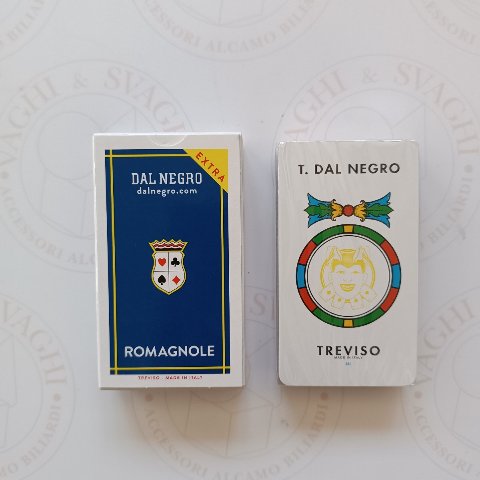 EXTRA
DAL NEGRO
dalnegro.com
ROMAGNOLE
TREVISO - MADE IN ITALY
T. DAL NEGRO
TREVISO
MADE IN ITALY
SVAGHI & SVAGHI
ACCESSORI ALCAMO BILIARDI